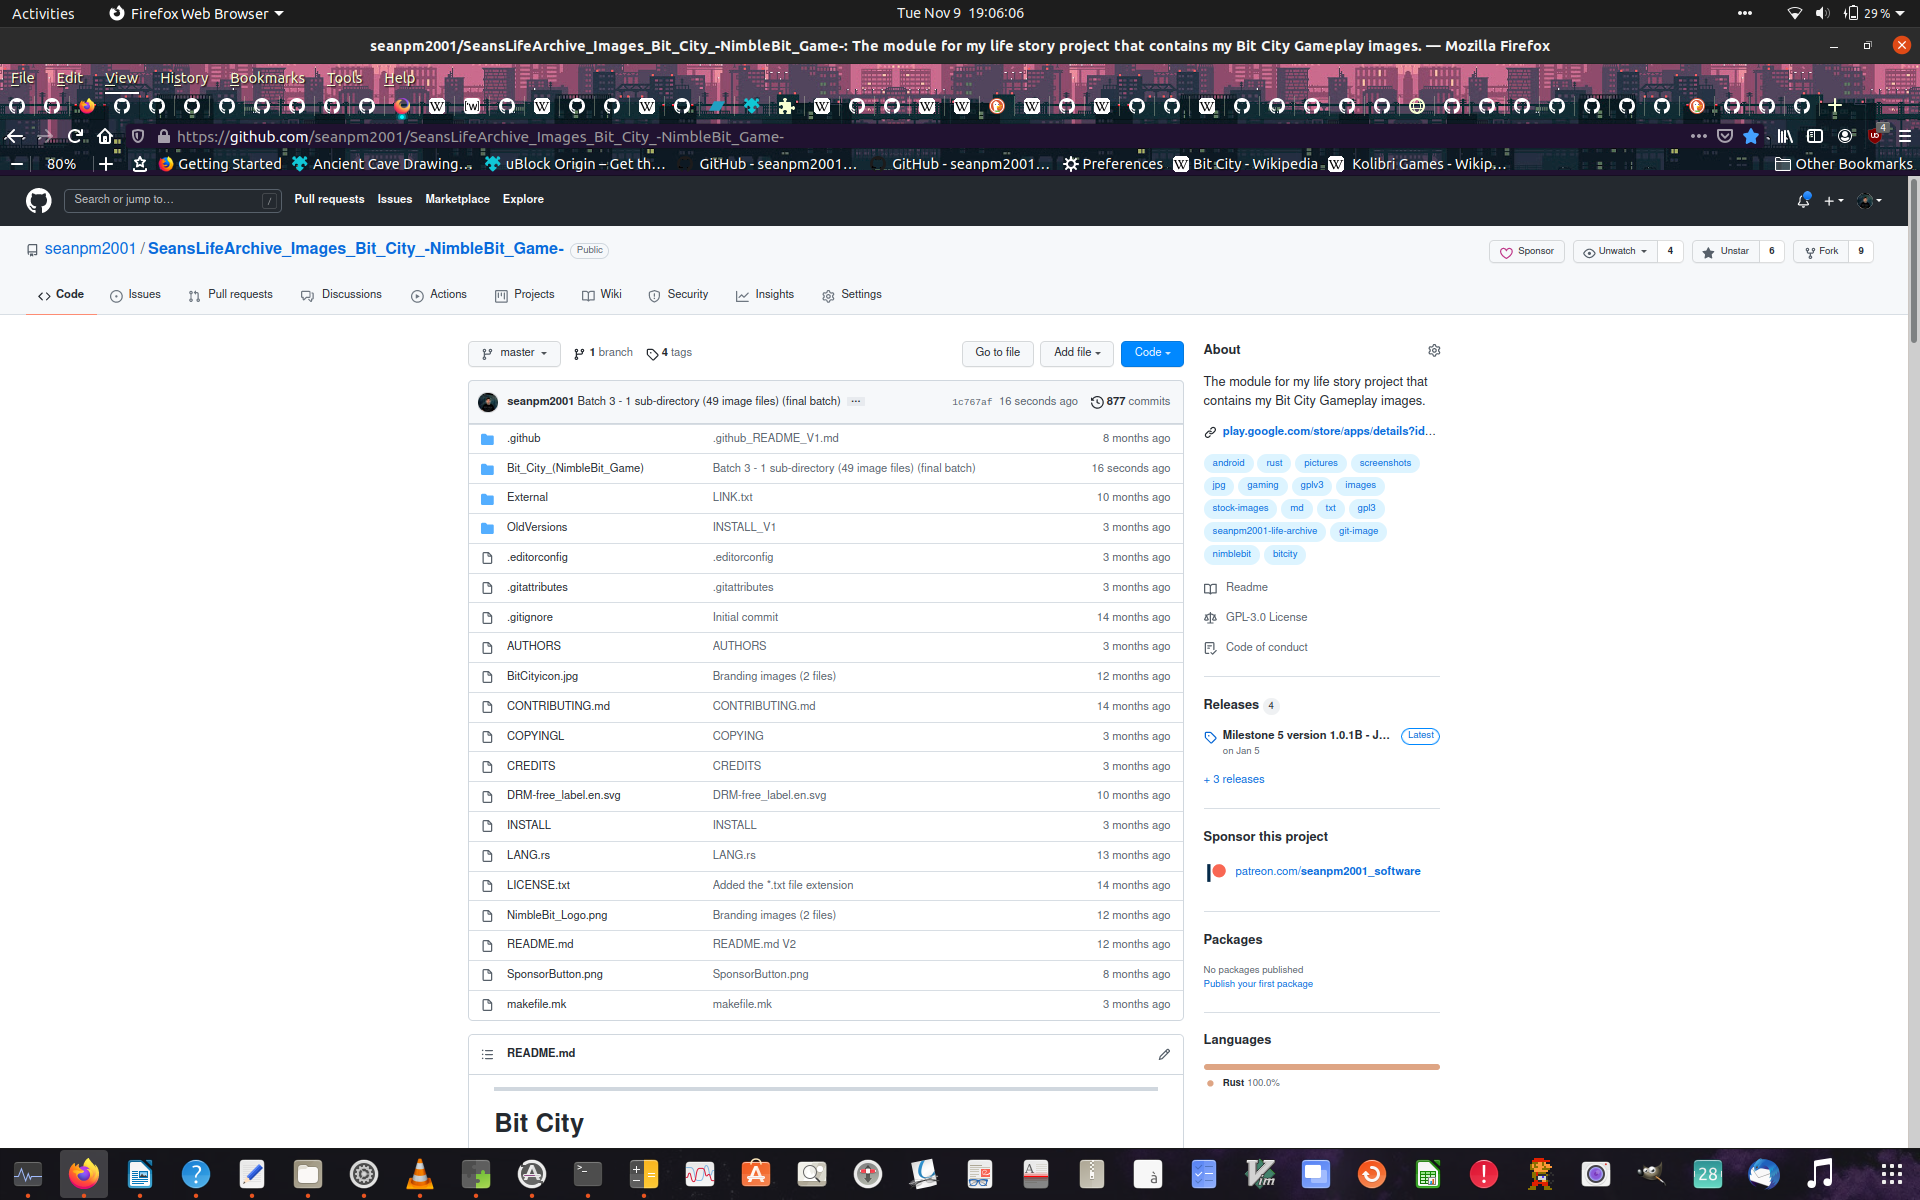 Activities Firefox Web Browser Tue Nov 9 19:06:06 29 %
seanpm2001/SeansLifeArchive_Images_Bit_City_-NimbleBit_Game-: The module for my life story project that contains my Bit City Gameplay images. — Mozilla Firefox
File Edit View History Bookmarks Tools Help
https://github.com/seanpm2001/SeansLifeArchive_Images_Bit_City_-NimbleBit_Game- 4
80% Getting Started Ancient Cave Drawing… uBlock Origin – Get th… GitHub - seanpm2001… GitHub - seanpm2001… Preferences Bit City - Wikipedia Kolibri Games - Wikip… Other Bookmarks
Search or jump to… / Pull requests Issues Marketplace Explore
seanpm2001 / SeansLifeArchive_Images_Bit_City_-NimbleBit_Game- Public Sponsor Unwatch 4 Unstar 6 Fork 9
Code Issues Pull requests Discussions Actions Projects Wiki Security Insights Settings
master 1 branch 4 tags Go to file Add file Code
seanpm2001 Batch 3 - 1 sub-directory (49 image files) (final batch) ... 1c767af 16 seconds ago 877 commits
.github .github_README_V1.md 8 months ago
Bit_City_(NimbleBit_Game) Batch 3 - 1 sub-directory (49 image files) (final batch) 16 seconds ago
External LINK.txt 10 months ago
OldVersions INSTALL_V1 3 months ago
.editorconfig .editorconfig 3 months ago
.gitattributes .gitattributes 3 months ago
.gitignore Initial commit 14 months ago
AUTHORS AUTHORS 3 months ago
BitCityicon.jpg Branding images (2 files) 12 months ago
CONTRIBUTING.md CONTRIBUTING.md 14 months ago
COPYINGL COPYING 3 months ago
CREDITS CREDITS 3 months ago
DRM-free_label.en.svg DRM-free_label.en.svg 10 months ago
INSTALL INSTALL 3 months ago
LANG.rs LANG.rs 13 months ago
LICENSE.txt Added the *.txt file extension 14 months ago
NimbleBit_Logo.png Branding images (2 files) 12 months ago
README.md README.md V2 12 months ago
SponsorButton.png SponsorButton.png 8 months ago
makefile.mk makefile.mk 3 months ago
README.md
Bit City
About
The module for my life story project that
contains my Bit City Gameplay images.
play.google.com/store/apps/details?id…
android rust pictures screenshots
jpg gaming gplv3 images
stock-images md txt gpl3
seanpm2001-life-archive git-image
nimblebit bitcity
Readme
GPL-3.0 License
Code of conduct
Releases 4
Milestone 5 version 1.0.1B - J… Latest
on Jan 5
+ 3 releases
Sponsor this project
patreon.com/seanpm2001_software
Packages
No packages published
Publish your first package
Languages
Rust 100.0%
28